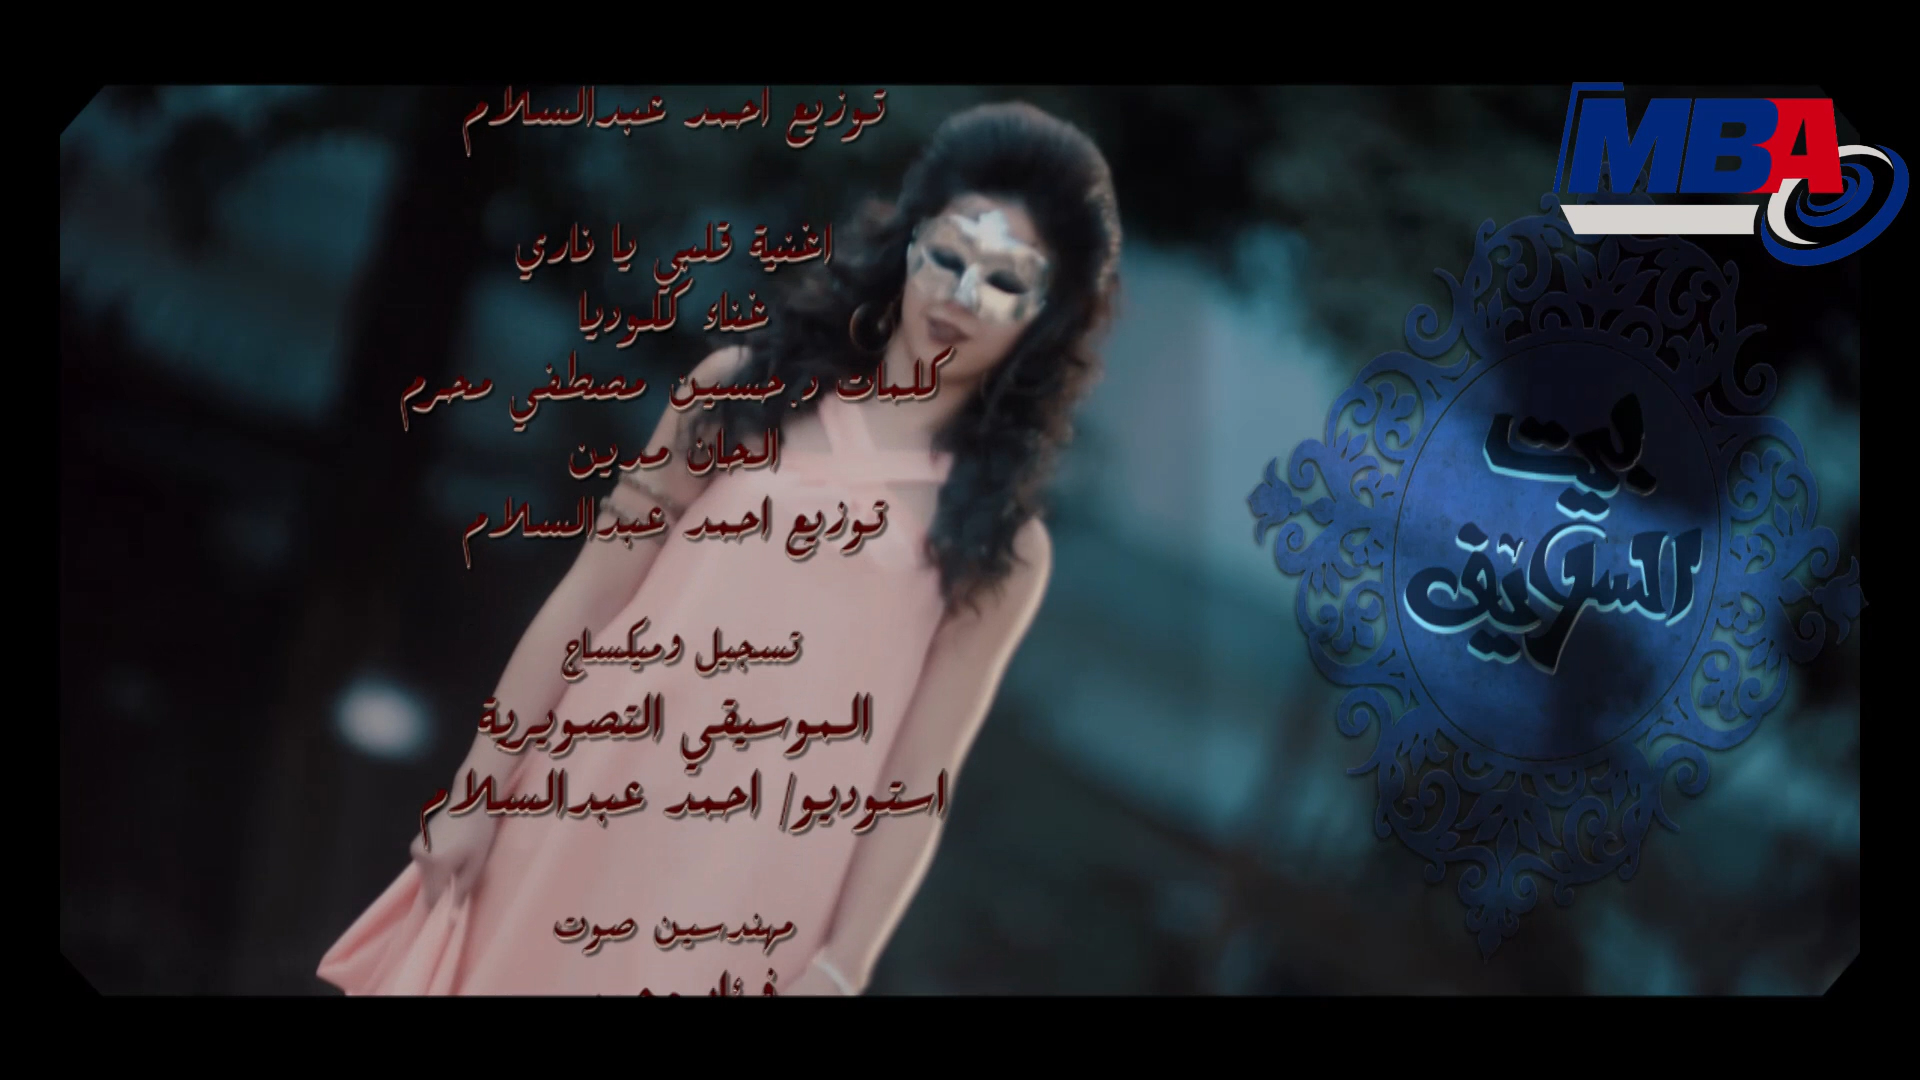 توزيع احمد عبدالسلام
اغنية قلبي يا ناري
غناء كلوديا
كلمات د.حسين مصطفي محرم
الحان مدين
توزيع احمد عبدالسلام
تسجيل وميكساج
الموسيقي التصويرية
استوديو/ احمد عبدالسلام
مهندسين صوت
MBA
بيت
السلايف